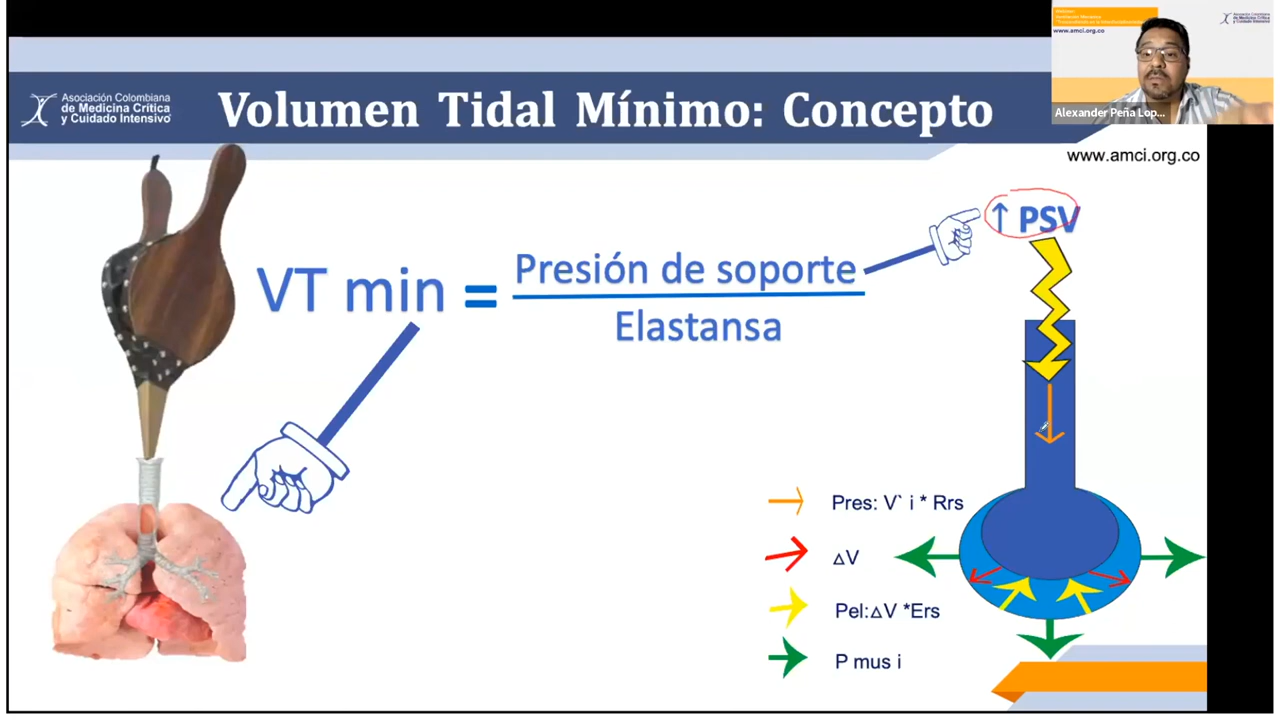 www.amci.org.co
Alexander Peña Lop...
Asociación Colombiana
de Medicina Crítica
y Cuidado Intensivo
Volumen Tidal Mínimo: Concepto
www.amci.org.co
↑ PSV
VT min = Presión de soporte
Elastansa
Pres: V` i * Rrs
△V
Pel:△V *Ers
P mus i